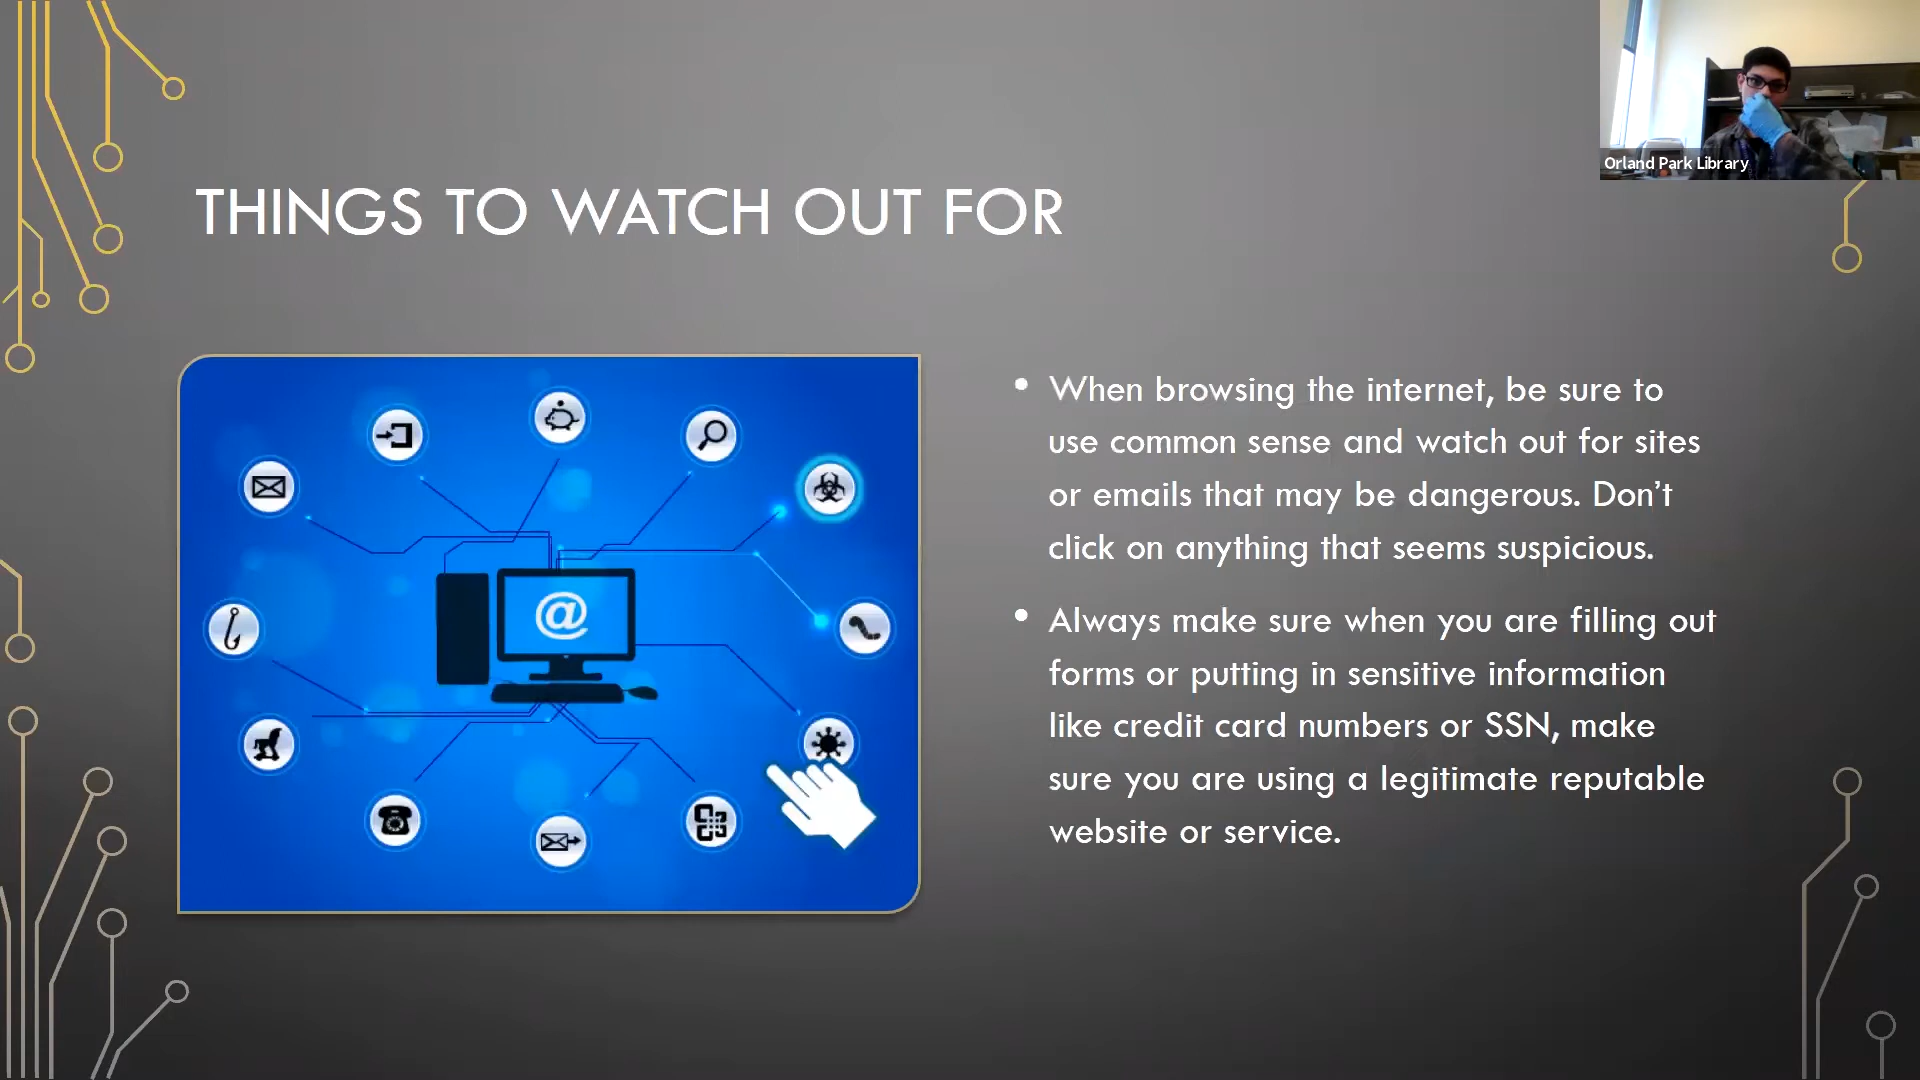 Orland Park Library
THINGS TO WATCH OUT FOR
@
• When browsing the internet, be sure to
use common sense and watch out for sites
or emails that may be dangerous. Don’t
click on anything that seems suspicious.
• Always make sure when you are filling out
forms or putting in sensitive information
like credit card numbers or SSN, make
sure you are using a legitimate reputable
website or service.